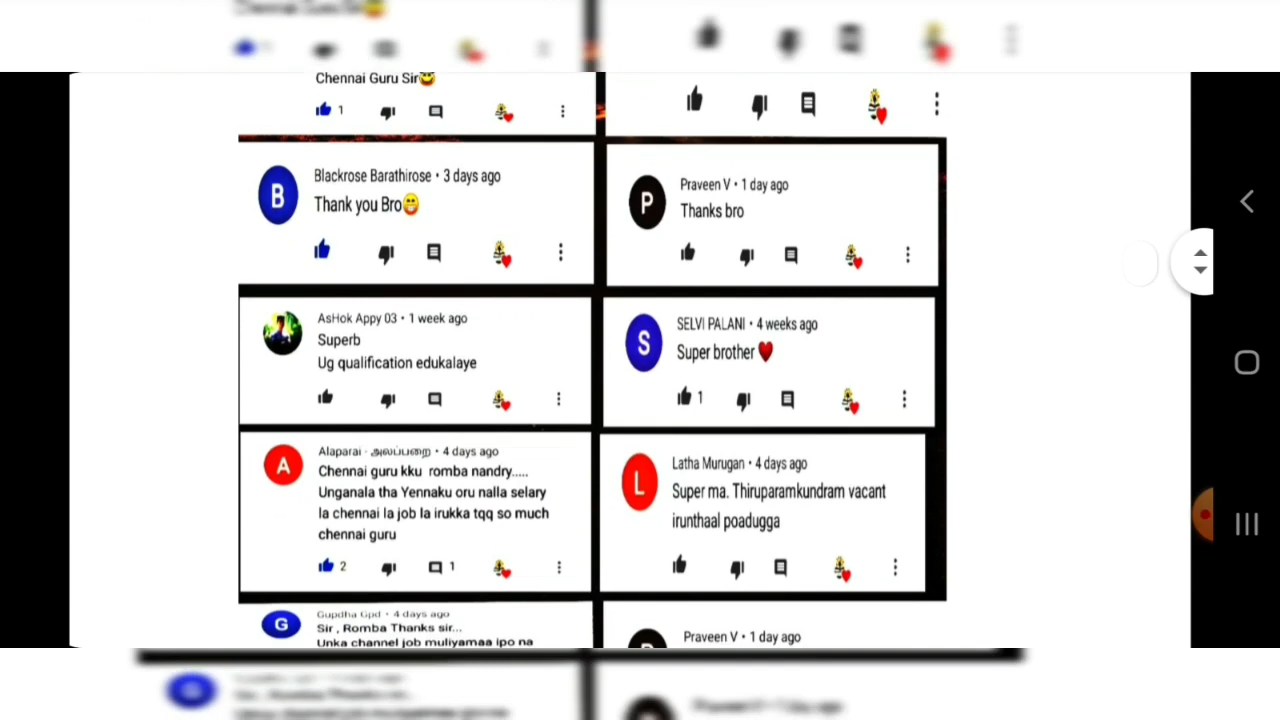 Chennai Guru Sir😁
1
B
Blackrose Barathirose • 3 days ago
Thank you Bro😁
AsHok Appy 03 • 1 week ago
Superb
Ug qualification edukalaye
A
Alaparai - அலப்பறை • 4 days ago
Chennai guru kku romba nandry.....
Unganala tha Yennaku oru nalla selary
la chennai la job la irukka tqq so much
chennai guru
2
1
G
Gupdha Gpd • 4 days ago
Sir , Romba Thanks sir...
Unka channel job muliyamaa ipo na
P
Praveen V • 1 day ago
Thanks bro
S
SELVI PALANI • 4 weeks ago
Super brother ♥
1
L
Latha Murugan • 4 days ago
Super ma. Thiruparamkundram vacant
irunthaal poadugga
Praveen V • 1 day ago